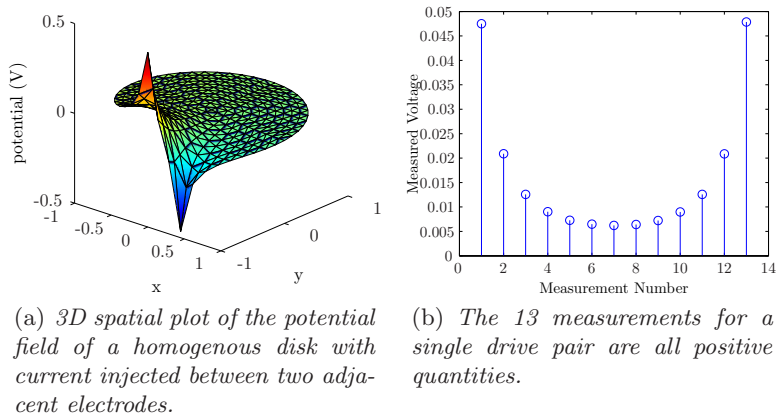 0.5
0
-0.5
potential (V)
-1
-0.5
0
0.5
1
x
-1
0
1
y
0.05
0.045
0.04
0.035
0.03
0.025
0.02
0.015
0.01
0.005
0
Measured Voltage
0 2 4 6 8 10 12 14
Measurement Number
(a) 3D spatial plot of the potential
field of a homogenous disk with
current injected between two adja-
cent electrodes.
(b) The 13 measurements for a
single drive pair are all positive
quantities.